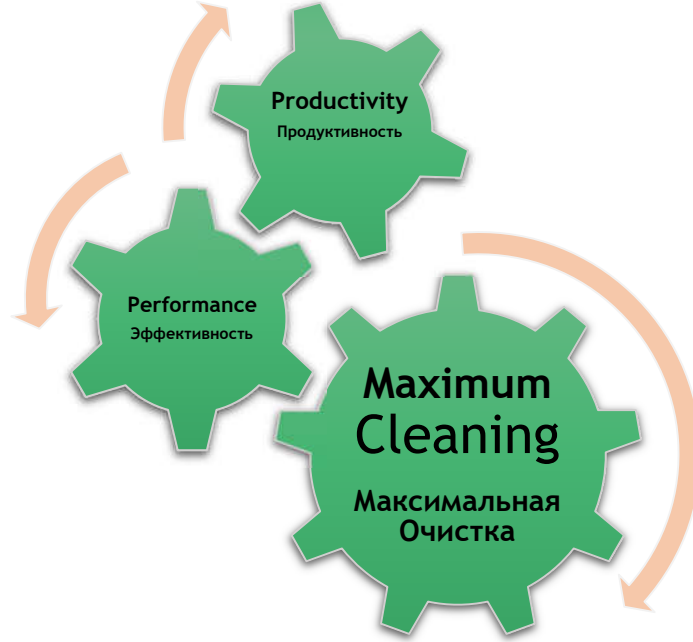 Productivity
Продуктивность
Performance
Эффективность
Maximum
Cleaning
Максимальная
Очистка